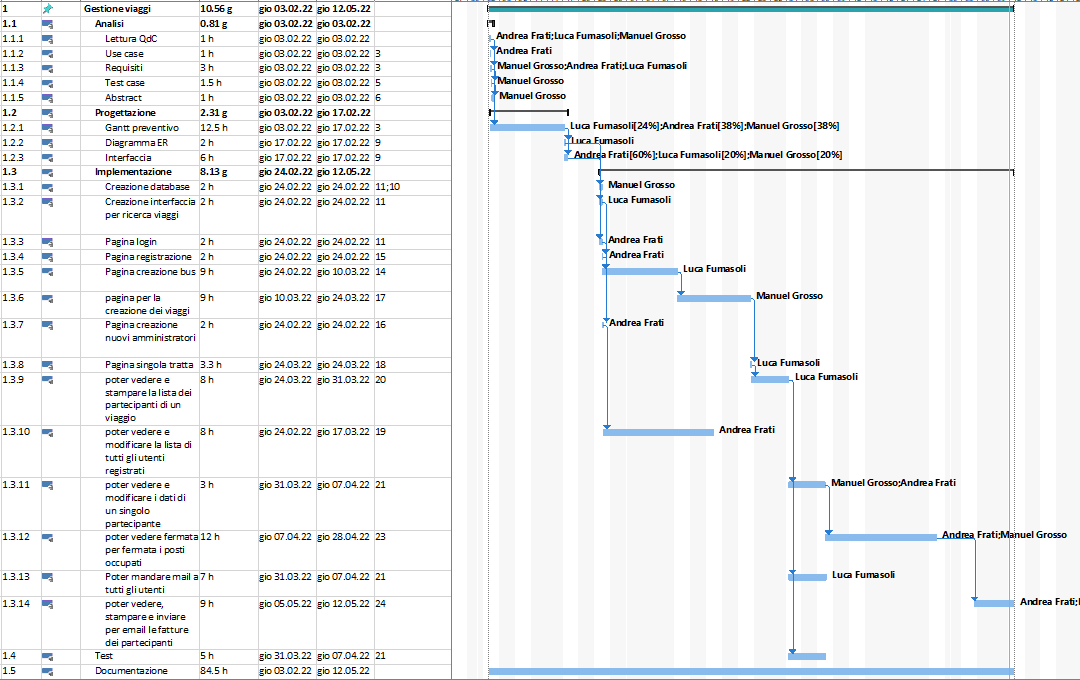 1 Gestione viaggi 10.56 g gio 03.02.22 gio 12.05.22
1.1 Analisi 0.81 g gio 03.02.22 gio 03.02.22
1.1.1 Lettura QdC 1 h gio 03.02.22 gio 03.02.22 Andrea Frati;Luca Fumasoli;Manuel Grosso
1.1.2 Use case 1 h gio 03.02.22 gio 03.02.22 3 Andrea Frati
1.1.3 Requisiti 3 h gio 03.02.22 gio 03.02.22 3 Manuel Grosso;Andrea Frati;Luca Fumasoli
1.1.4 Test case 1.5 h gio 03.02.22 gio 03.02.22 5 Manuel Grosso
1.1.5 Abstract 1 h gio 03.02.22 gio 03.02.22 6 Manuel Grosso
1.2 Progettazione 2.31 g gio 03.02.22 gio 17.02.22
1.2.1 Gantt preventivo 12.5 h gio 03.02.22 gio 17.02.22 3 Luca Fumasoli[24%];Andrea Frati[38%];Manuel Grosso[38%]
1.2.2 Diagramma ER 2 h gio 17.02.22 gio 17.02.22 9 Luca Fumasoli
1.2.3 Interfaccia 6 h gio 17.02.22 gio 17.02.22 9 Andrea Frati[60%];Luca Fumasoli[20%];Manuel Grosso[20%]
1.3 Implementazione 8.13 g gio 24.02.22 gio 12.05.22
1.3.1 Creazione database 2 h gio 24.02.22 gio 24.02.22 11;10 Manuel Grosso
1.3.2 Creazione interfaccia 2 h gio 24.02.22 gio 24.02.22 11 Luca Fumasoli
per ricerca viaggi
1.3.3 Pagina login 2 h gio 24.02.22 gio 24.02.22 11 Andrea Frati
1.3.4 Pagina registrazione 2 h gio 24.02.22 gio 24.02.22 15 Andrea Frati
1.3.5 Pagina creazione bus 9 h gio 24.02.22 gio 10.03.22 14 Luca Fumasoli
1.3.6 pagina per la 9 h gio 10.03.22 gio 24.03.22 17 Manuel Grosso
creazione dei viaggi
1.3.7 Pagina creazione 2 h gio 24.02.22 gio 24.02.22 16 Andrea Frati
nuovi amministratori
1.3.8 Pagina singola tratta 3.3 h gio 24.03.22 gio 24.03.22 18 Luca Fumasoli
1.3.9 poter vedere e 8 h gio 24.03.22 gio 31.03.22 20 Luca Fumasoli
stampare la lista dei
partecipanti di un
viaggio
1.3.10 poter vedere e 8 h gio 24.02.22 gio 17.03.22 19 Andrea Frati
modificare la lista di
tutti gli utenti
registrati
1.3.11 poter vedere e 3 h gio 31.03.22 gio 07.04.22 21 Manuel Grosso;Andrea Frati
modificare i dati di
un singolo
partecipante
1.3.12 poter vedere fermata 12 h gio 07.04.22 gio 28.04.22 23 Andrea Frati;Manuel Grosso
per fermata i posti
occupati
1.3.13 Poter mandare mail a 7 h gio 31.03.22 gio 07.04.22 21 Luca Fumasoli
tutti gli utenti
1.3.14 poter vedere, 9 h gio 05.05.22 gio 12.05.22 24 Andrea Frati;
stampare e inviare
per email le fatture
dei partecipanti
1.4 Test 5 h gio 31.03.22 gio 07.04.22 21
1.5 Documentazione 84.5 h gio 03.02.22 gio 12.05.22